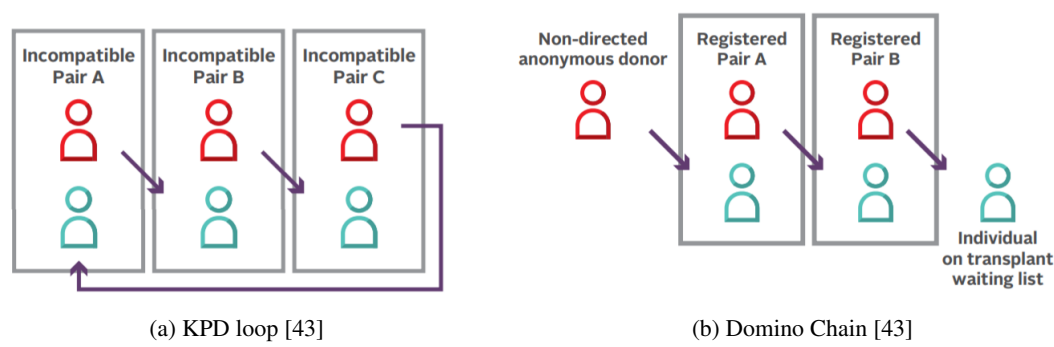 Incompatible
Pair A
Incompatible
Pair B
Incompatible
Pair C
(a) KPD loop [43]
Non-directed
anonymous donor
Registered
Pair A
Registered
Pair B
Individual
on transplant
waiting list
(b) Domino Chain [43]